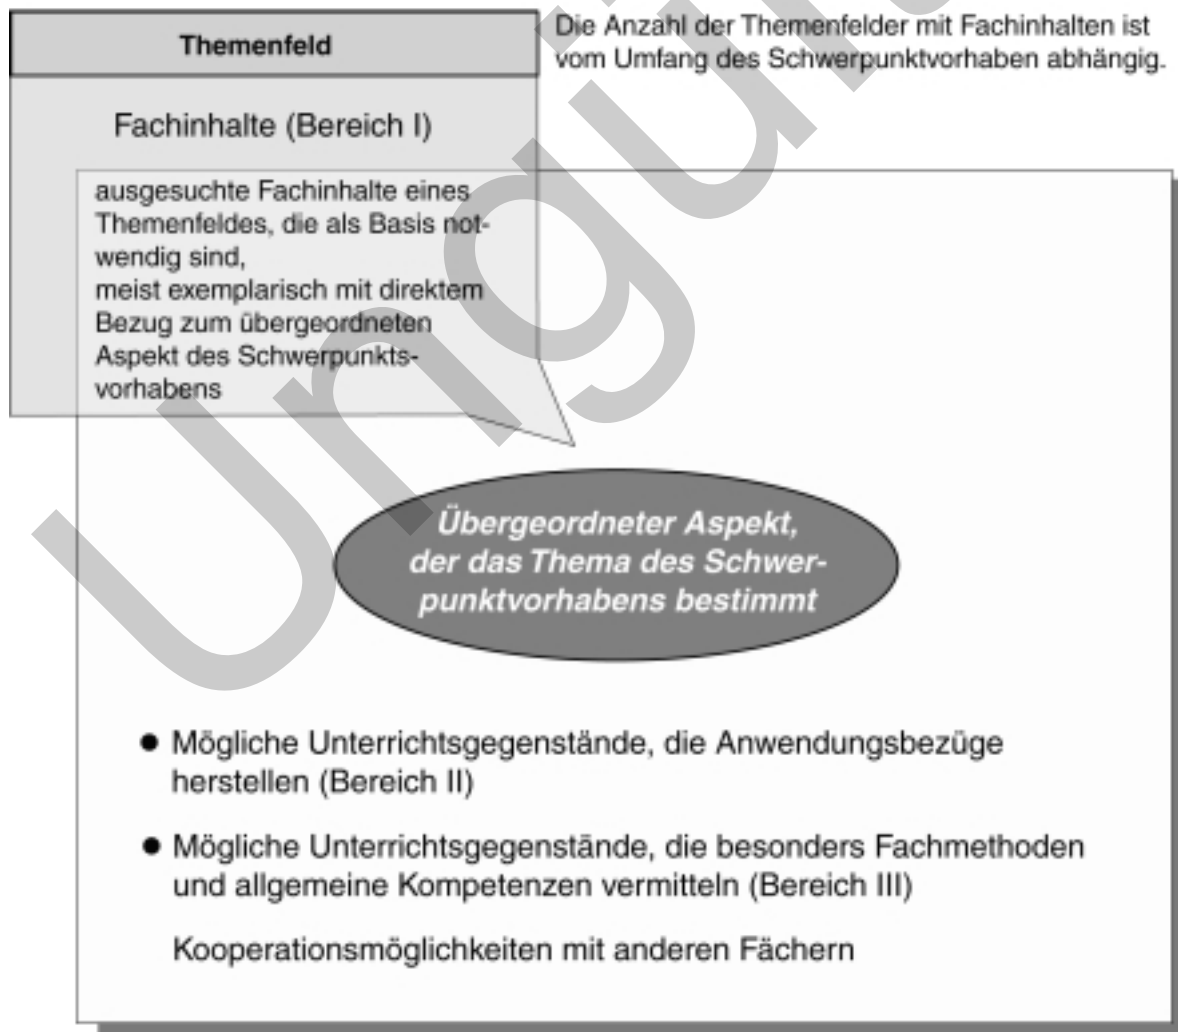 Themenfeld
Die Anzahl der Themenfelder mit Fachinhalten ist
vom Umfang des Schwerpunktvorhaben abhängig.
Fachinhalte (Bereich I)
ausgesuchte Fachinhalte eines
Themenfeldes, die als Basis not-
wendig sind,
meist exemplarisch mit direktem
Bezug zum übergeordneten
Aspekt des Schwerpunkts-
vorhabens
Übergeordneter Aspekt,
der das Thema des Schwer-
punktvorhabens bestimmt
● Mögliche Unterrichtsgegenstände, die Anwendungsbezüge
herstellen (Bereich II)
● Mögliche Unterrichtsgegenstände, die besonders Fachmethoden
und allgemeine Kompetenzen vermitteln (Bereich III)
Kooperationsmöglichkeiten mit anderen Fächern